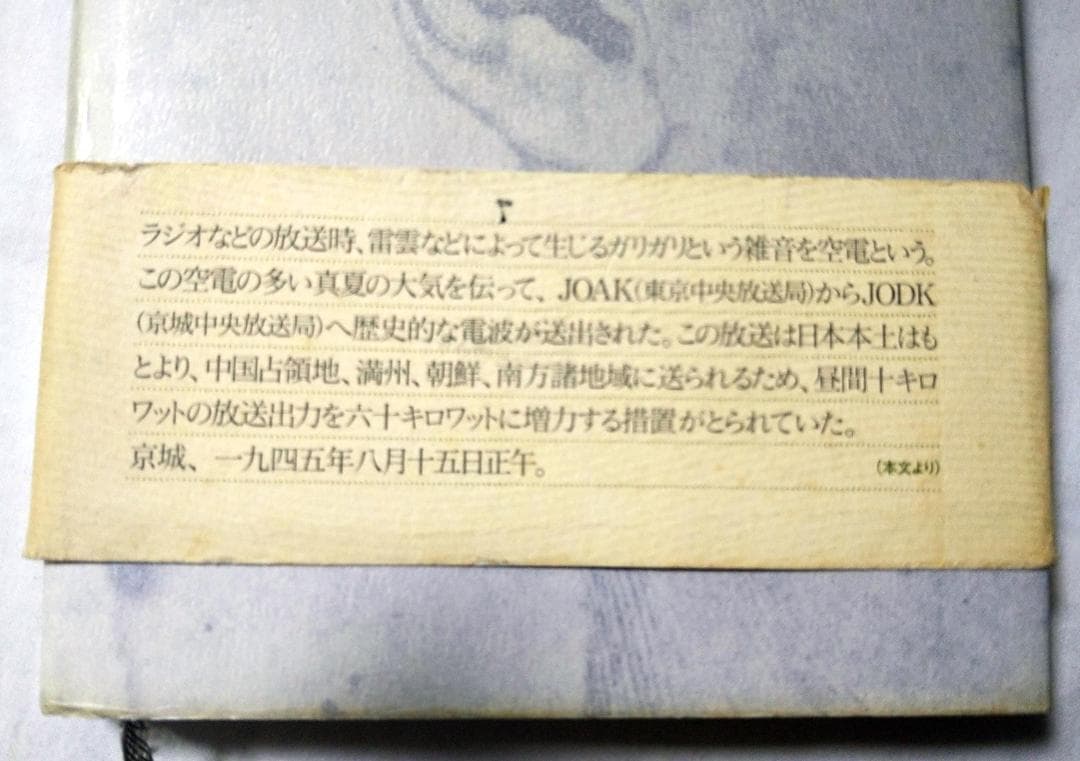 ラジオなどの放送時、雷雲などによって生じるガリガリという雑音を空電という。
この空電の多い真夏の大気を伝って、JOAK(東京中央放送局)からJODK
(京城中央放送局)へ歴史的な電波が送出された。この放送は日本本土はも
とより、中国占領地、満州、朝鮮、南方諸地域に送られるため、昼間十キロ
ワットの放送出力を六十キロワットに増力する措置がとられていた。
京城、一九四五年八月十五日正午。
(本文より)